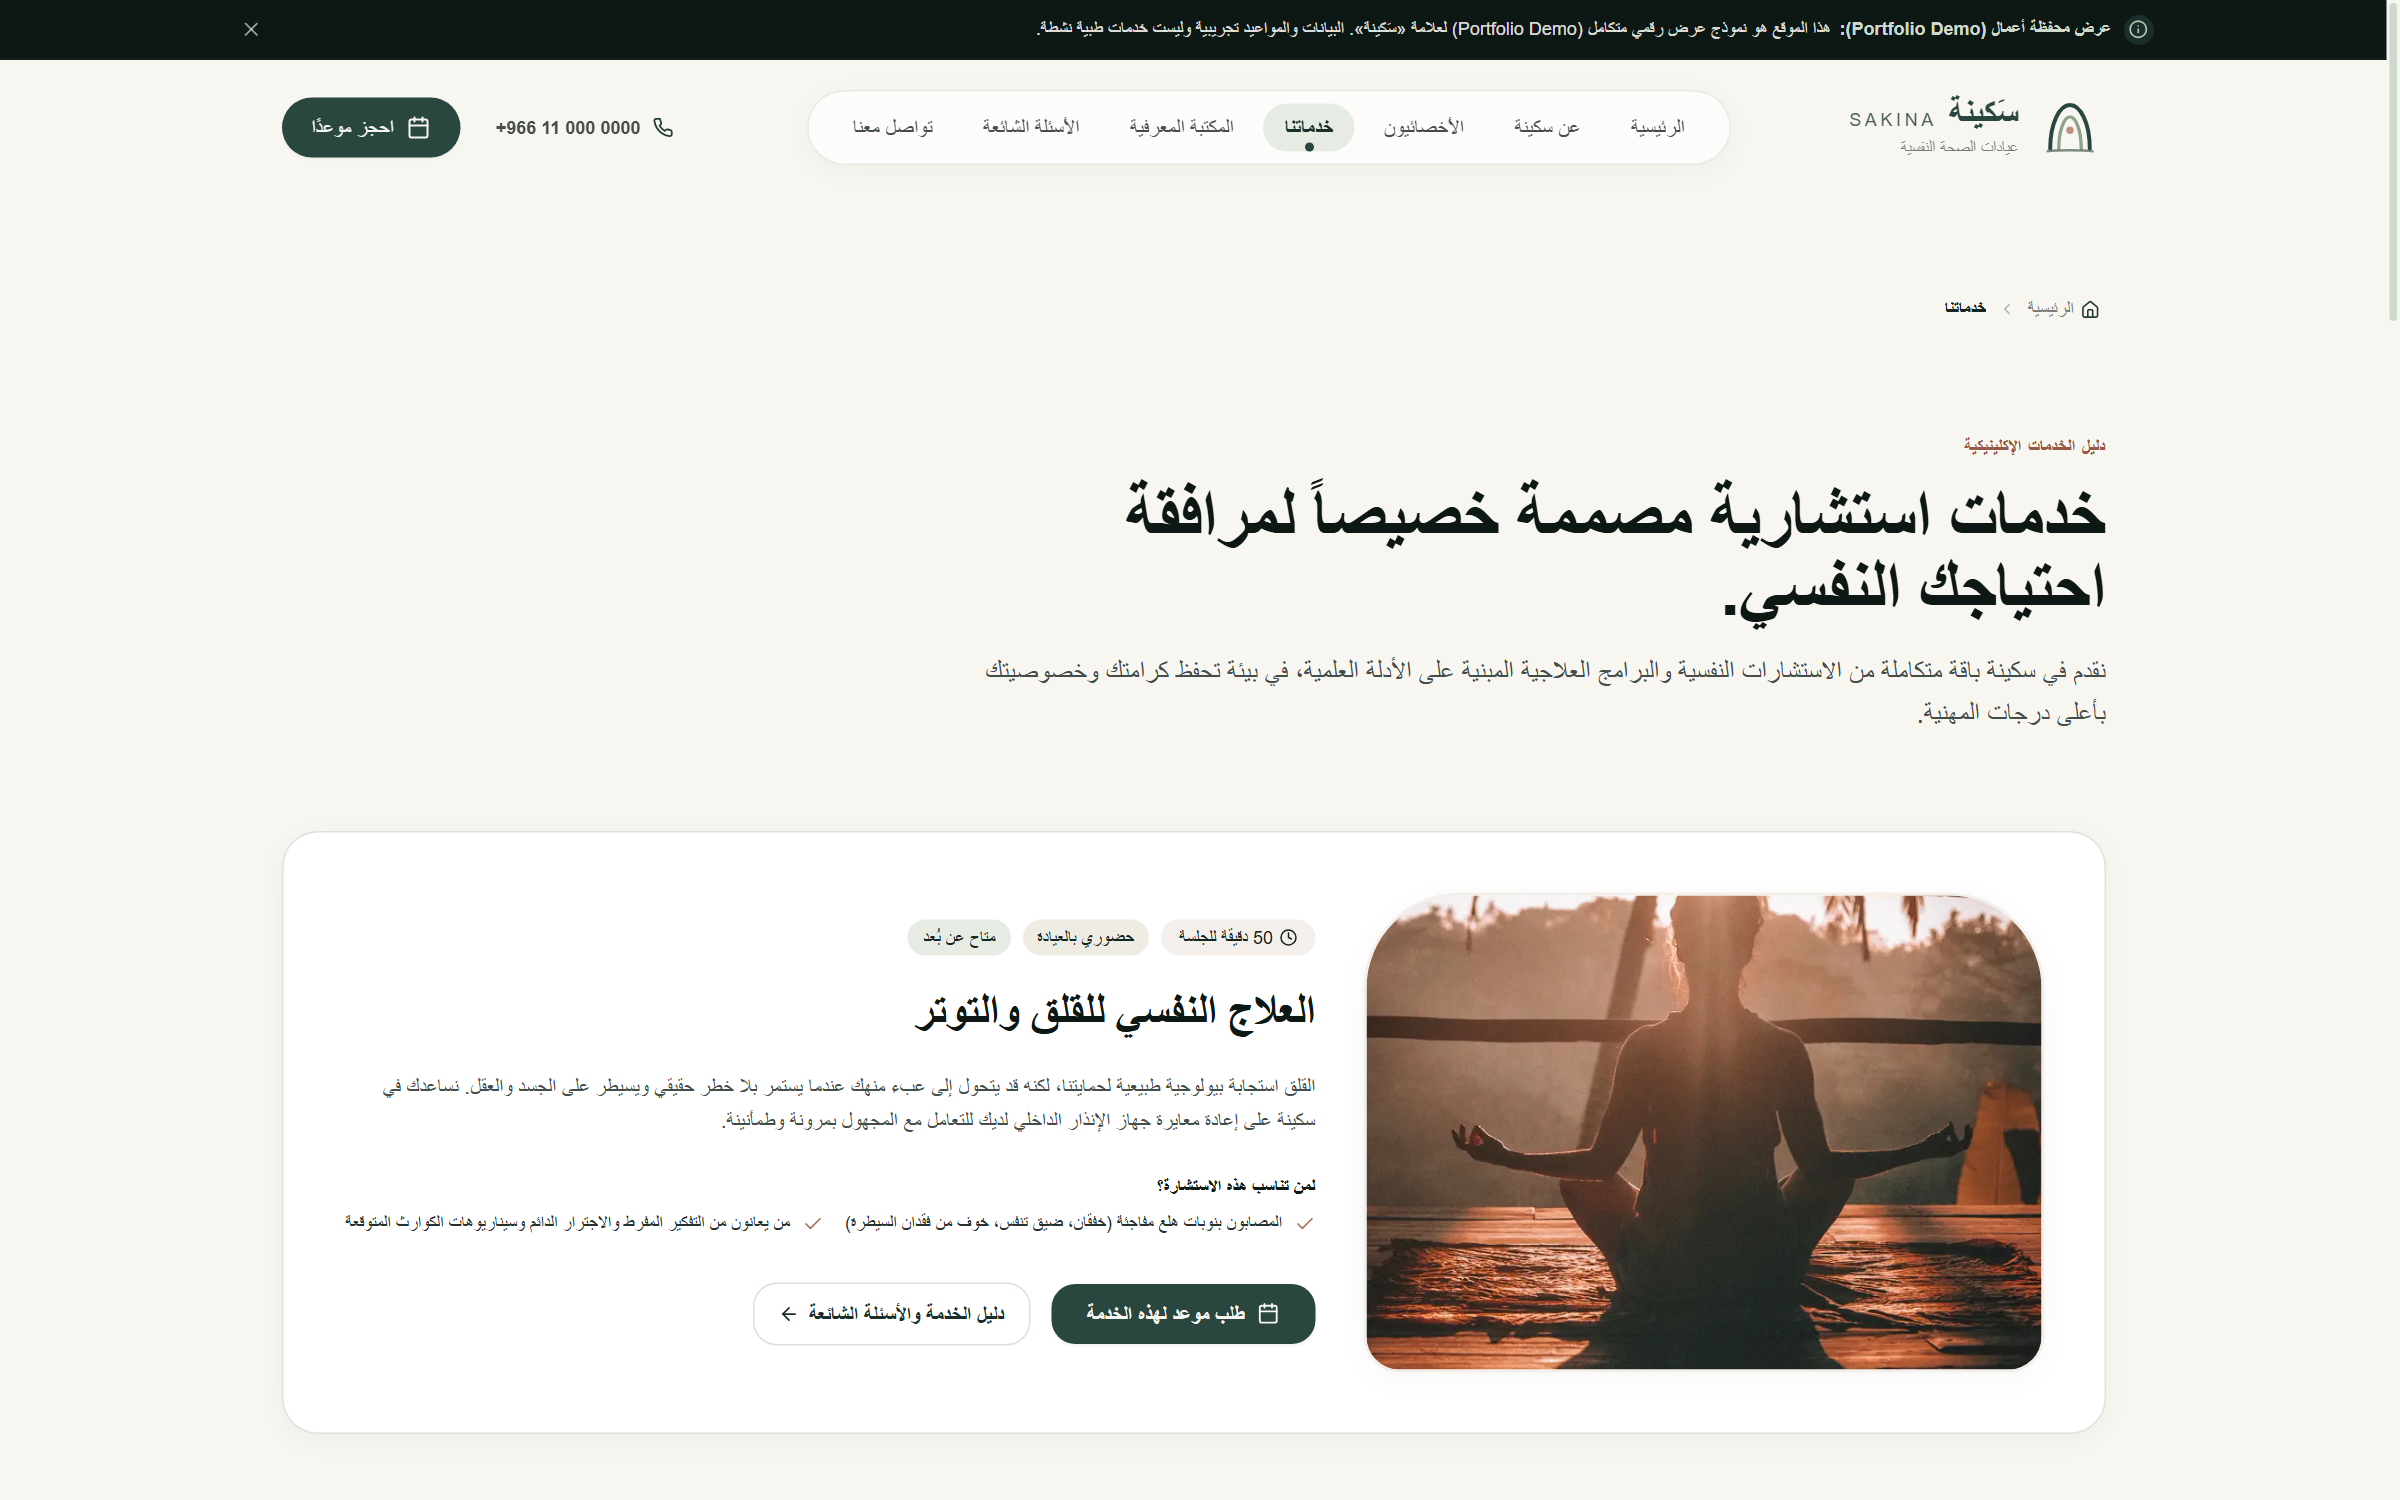 عرض محفظة أعمال (Portfolio Demo): هذا الموقع هو نموذج عرض رقمي متكامل (Portfolio Demo) لعلامة «سَكينة». البيانات والمواعيد تجريبية وليست خدمات طبية نشطة.
سَكينة SAKINA
عيادات الصحة النفسية
الرئيسية
عن سكينة
الأخصائيون
خدماتنا
المكتبة المعرفية
الأسئلة الشائعة
تواصل معنا
+966 11 000 0000
احجز موعدًا
الرئيسية
خدماتنا
دليل الخدمات الإكلينيكية
خدمات استشارية مصممة خصيصاً لمرافقة
احتياجك النفسي.
نقدم في سكينة باقة متكاملة من الاستشارات النفسية والبرامج العلاجية المبنية على الأدلة العلمية، في بيئة تحفظ كرامتك وخصوصيتك
بأعلى درجات المهنية.
50 دقيقة للجلسة
حضوري بالعيادة
متاح عن بُعد
العلاج النفسي للقلق والتوتر
القلق استجابة بيولوجية طبيعية لحمايتنا، لكنه قد يتحول إلى عبء منهك عندما يستمر بلا خطر حقيقي ويسيطر على الجسد والعقل. نساعدك في
سكينة على إعادة معايرة جهاز الإنذار الداخلي لديك للتعامل مع المجهول بمرونة وطمأنينة.
لمن تناسب هذه الاستشارة؟
المصابون بنوبات هلع مفاجئة (خفقان، ضيق تنفس، خوف من فقدان السيطرة)
من يعانون من التفكير المفرط والاجترار الدائم وسيناريوهات الكوارث المتوقعة
طلب موعد لهذه الخدمة
دليل الخدمة والأسئلة الشائعة